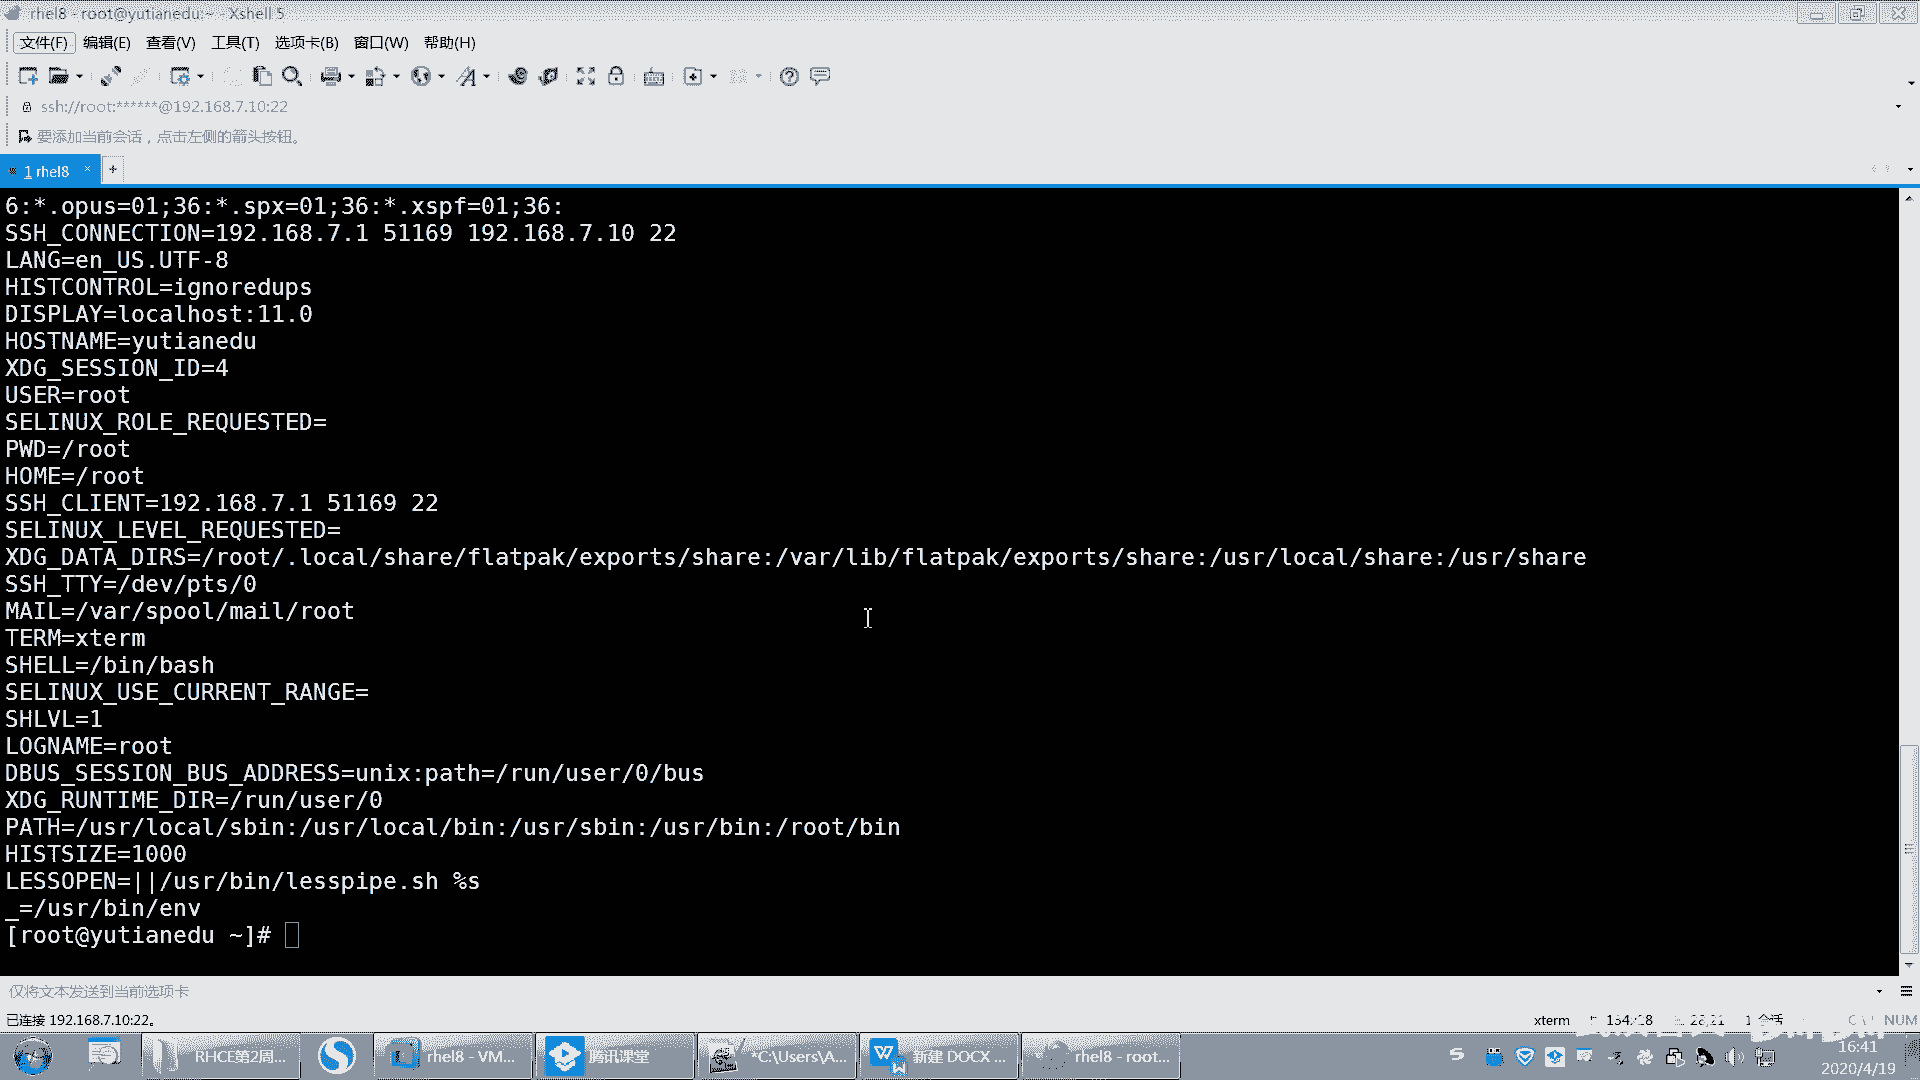 rhel8 - root@yutianedu:~ - Xshell 5
文件(F) 编辑(E) 查看(V) 工具(T) 选项卡(B) 窗口(W) 帮助(H)
ssh://root:******@192.168.7.10:22
要添加当前会话，点击左侧的箭头按钮。
1 rhel8 × +
6:*.opus=01;36:*.spx=01;36:*.xspf=01;36:
SSH_CONNECTION=192.168.7.1 51169 192.168.7.10 22
LANG=en_US.UTF-8
HISTCONTROL=ignoredups
DISPLAY=localhost:11.0
HOSTNAME=yutianedu
XDG_SESSION_ID=4
USER=root
SELINUX_ROLE_REQUESTED=
PWD=/root
HOME=/root
SSH_CLIENT=192.168.7.1 51169 22
SELINUX_LEVEL_REQUESTED=
XDG_DATA_DIRS=/root/.local/share/flatpak/exports/share:/var/lib/flatpak/exports/share:/usr/local/share:/usr/share
SSH_TTY=/dev/pts/0
MAIL=/var/spool/mail/root
TERM=xterm
SHELL=/bin/bash
SELINUX_USE_CURRENT_RANGE=
SHLVL=1
LOGNAME=root
DBUS_SESSION_BUS_ADDRESS=unix:path=/run/user/0/bus
XDG_RUNTIME_DIR=/run/user/0
PATH=/usr/local/sbin:/usr/local/bin:/usr/sbin:/usr/bin:/root/bin
HISTSIZE=1000
LESSOPEN=||/usr/bin/lesspipe.sh %s
_=/usr/bin/env
[root@yutianedu ~]#
仅将文本发送到当前选项卡
已连接 192.168.7.10:22。
xterm 28,21 1 会话 NUM
RHCE第2周... rhel8 - VM... 腾讯课堂 *C:\Users\A... 新建 DOCX ... rhel8 - root...
16:41
2020/4/19